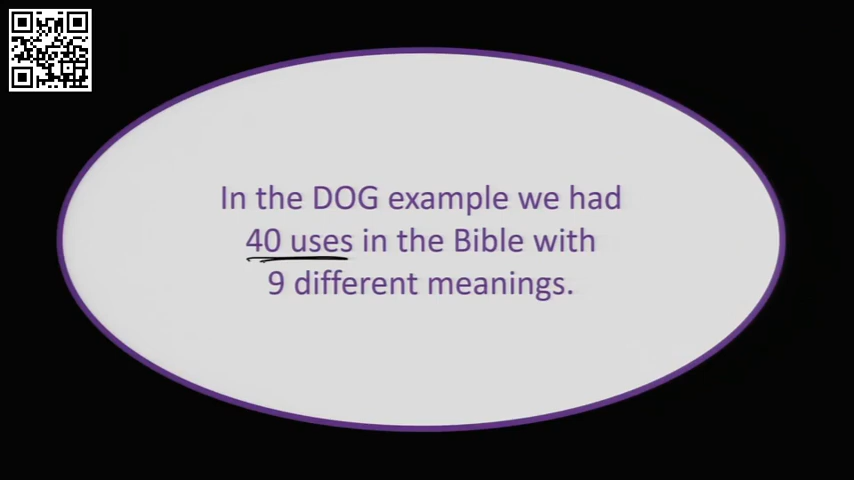 In the DOG example we had
40 uses in the Bible with
9 different meanings.